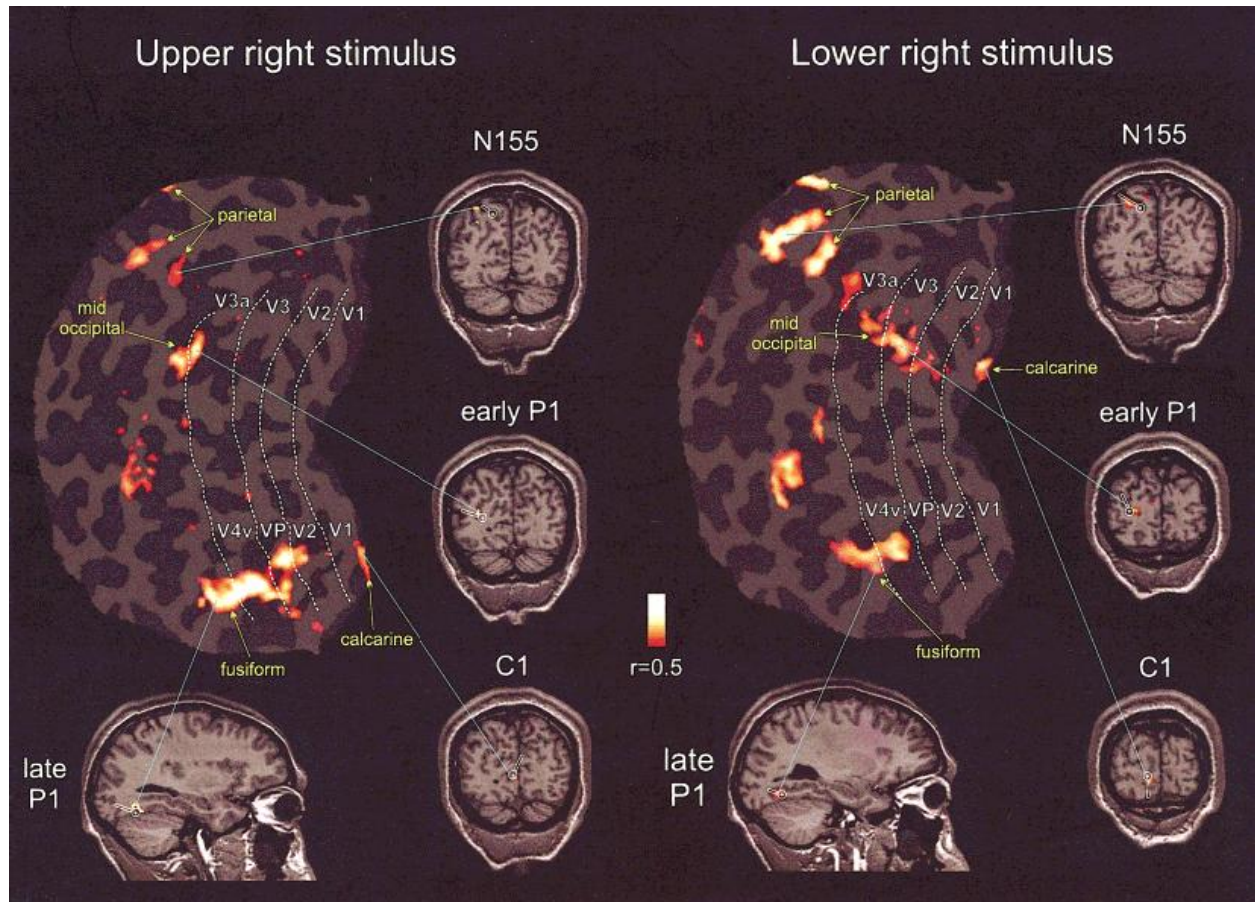 Upper right stimulus
N155
parietal
V3a
V3
V2
V1
mid
occipital
early P1
V4v
VP
V2
V1
fusiform
calcarine
C1
late
P1
r=0.5
Lower right stimulus
N155
parietal
V3a
V3
V2
V1
mid
occipital
calcarine
early P1
V4v
VP
V2
V1
fusiform
C1
late
P1